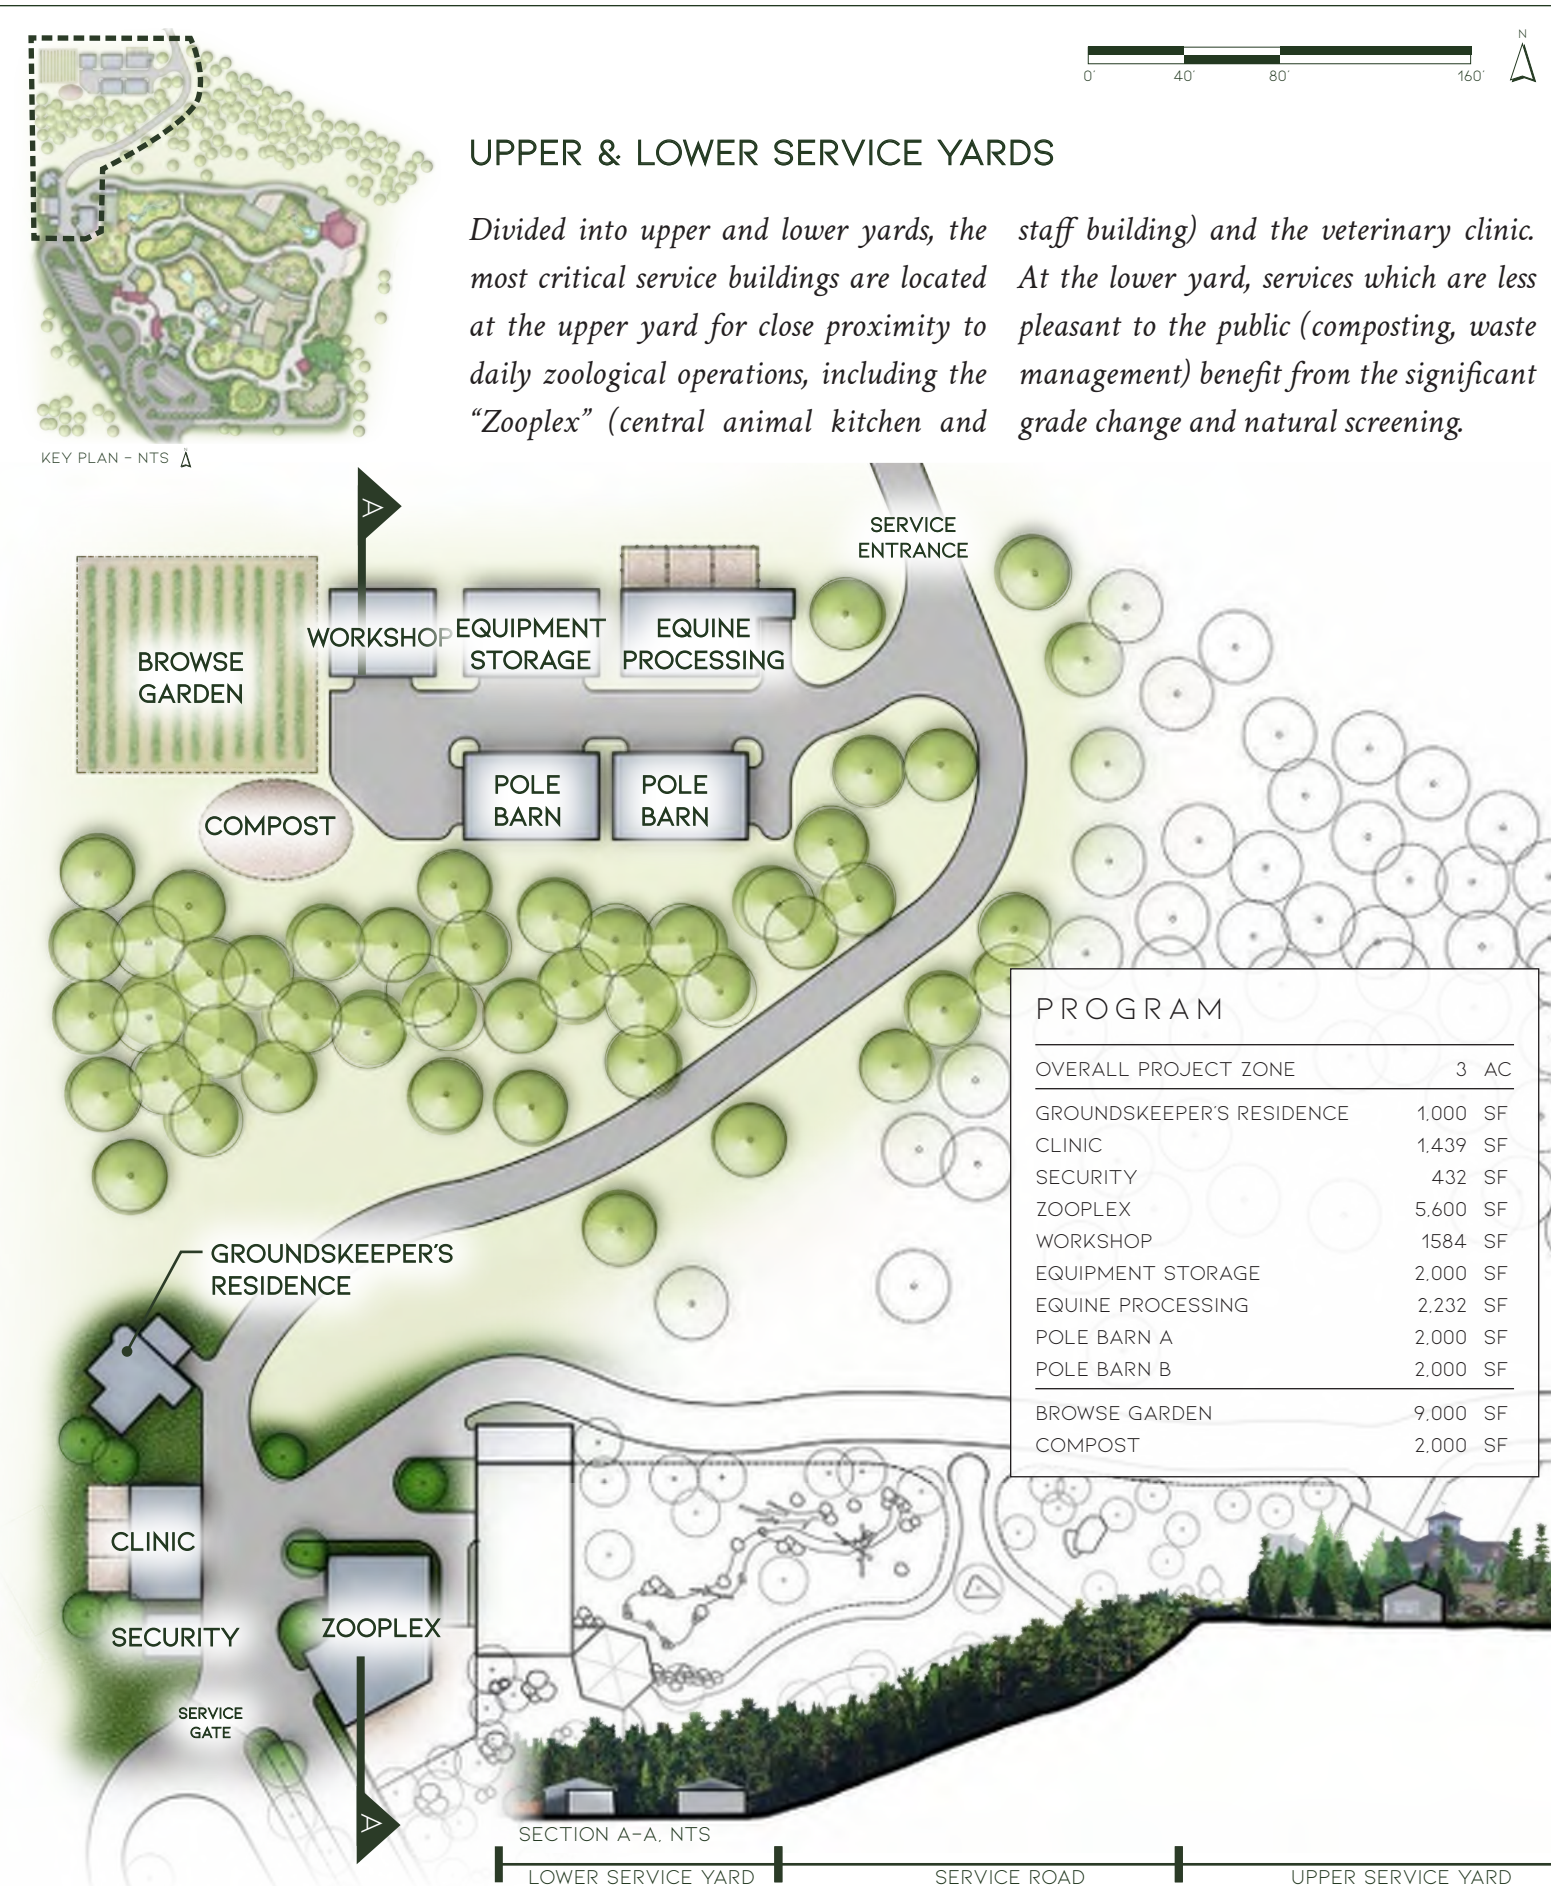 0' 40' 80' 160'
N
UPPER & LOWER SERVICE YARDS
Divided into upper and lower yards, the
most critical service buildings are located
at the upper yard for close proximity to
daily zoological operations, including the
“Zooplex” (central animal kitchen and
staff building) and the veterinary clinic.
At the lower yard, services which are less
pleasant to the public (composting, waste
management) benefit from the significant
grade change and natural screening.
KEY PLAN - NTS
A
SERVICE
ENTRANCE
WORKSHOP
EQUIPMENT
STORAGE
EQUINE
PROCESSING
BROWSE
GARDEN
POLE
BARN
POLE
BARN
COMPOST
PROGRAM
OVERALL PROJECT ZONE 3 AC
GROUNDSKEEPER'S RESIDENCE 1,000 SF
CLINIC 1,439 SF
SECURITY 432 SF
ZOOPLEX 5,600 SF
WORKSHOP 1584 SF
EQUIPMENT STORAGE 2,000 SF
EQUINE PROCESSING 2,232 SF
POLE BARN A 2,000 SF
POLE BARN B 2,000 SF
BROWSE GARDEN 9,000 SF
COMPOST 2,000 SF
GROUNDSKEEPER'S
RESIDENCE
CLINIC
SECURITY
ZOOPLEX
SERVICE
GATE
A
SECTION A-A, NTS
LOWER SERVICE YARD
SERVICE ROAD
UPPER SERVICE YARD